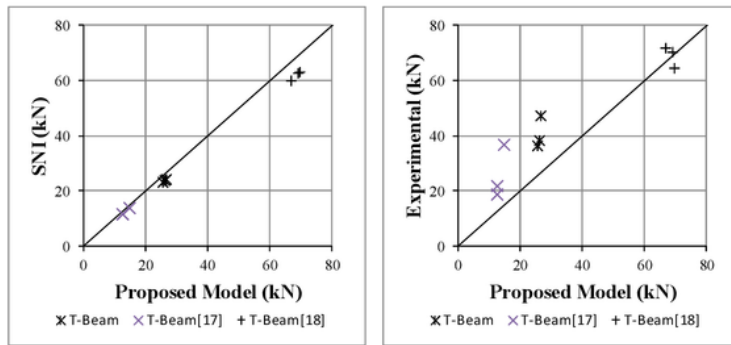 80
60
40
20
0
SNI (kN)
0 20 40 60 80
Proposed Model (kN)
T-Beam T-Beam[17] T-Beam[18]
80
60
40
20
0
Experimental (kN)
0 20 40 60 80
Proposed Model (kN)
T-Beam T-Beam[17] T-Beam[18]